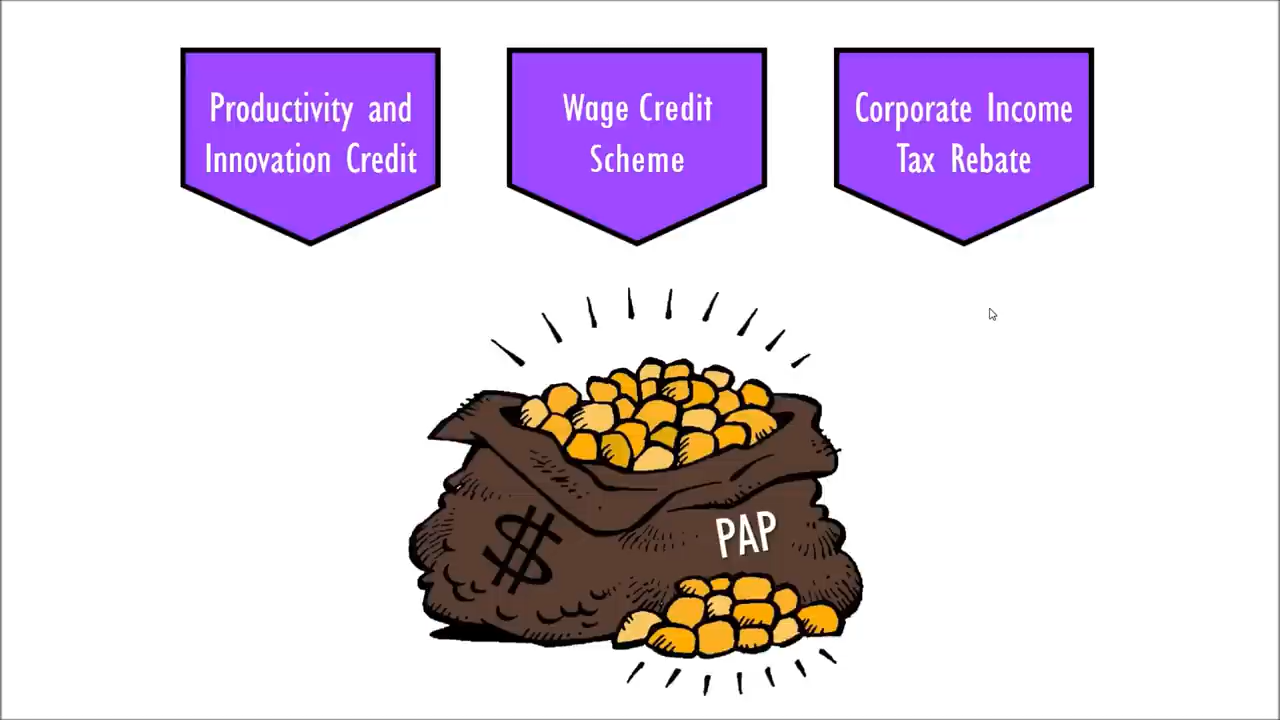 Productivity and
Innovation Credit
Wage Credit
Scheme
Corporate Income
Tax Rebate
$
PAP